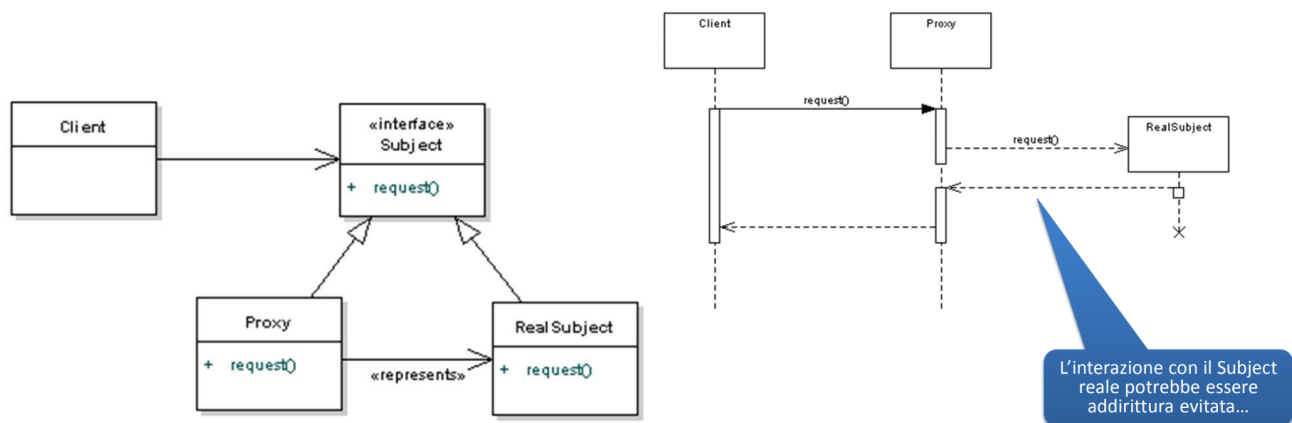 Client
«interface»
Subject
+ request()
Proxy
+ request()
«represents»
RealSubject
+ request()
Client
Proxy
request()
RealSubject
request()
L'interazione con il Subject
reale potrebbe essere
addirittura evitata…